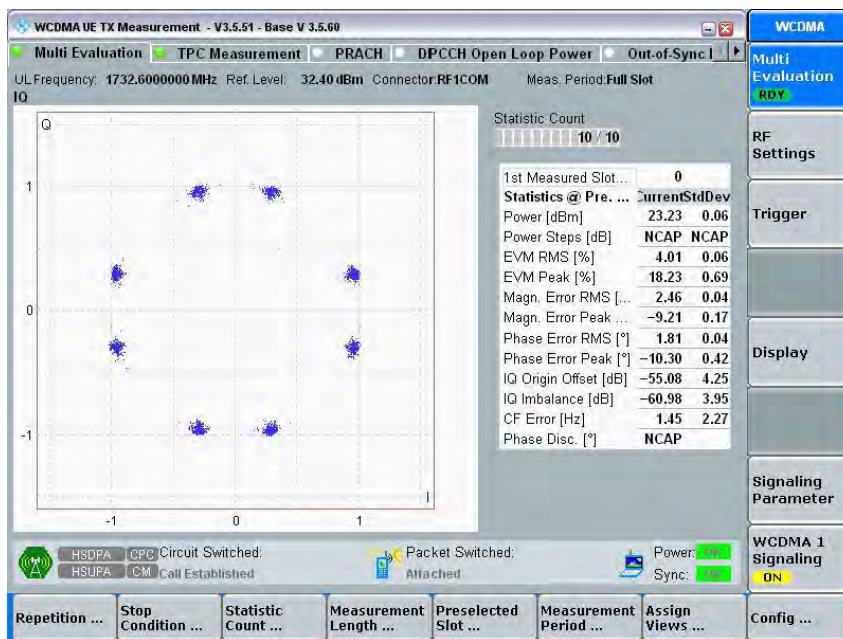 WCDMA UE TX Measurement - V3.5.51 - Base V 3.5.60
WCDMA
Multi Evaluation TPC Measurement PRACH DPCCH Open Loop Power Out-of-Sync
UL Frequency: 1732.6000000 MHz Ref. Level: 32.40 dBm Connector:RF1COM Meas. Period:Full Slot
IQ
Multi
Evaluation
RDY
Q
1
0
-1
-1 0 1
I
Statistic Count
10 / 10
1st Measured Slot... 0
Statistics @ Pre. ... CurrentStdDev
Power [dBm] 23.23 0.06
Power Steps [dB] NCAP NCAP
EVM RMS [%] 4.01 0.06
EVM Peak [%] 18.23 0.69
Magn. Error RMS [... 2.46 0.04
Magn. Error Peak ... -9.21 0.17
Phase Error RMS [°] 1.81 0.04
Phase Error Peak [°] -10.30 0.42
IQ Origin Offset [dB] -55.08 4.25
IQ Imbalance [dB] -60.98 3.95
CF Error [Hz] 1.45 2.27
Phase Disc. [°] NCAP
RF
Settings
Trigger
Display
Signaling
Parameter
WCDMA 1
Signaling
ON
HSDPA CPC Circuit Switched: Packet Switched: Power:
HSUPA CM Call Established Attached Sync:
Repetition ...
Stop
Condition ...
Statistic
Count ...
Measurement
Length ...
Preselected
Slot ...
Measurement
Period ...
Assign
Views ...
Config ...